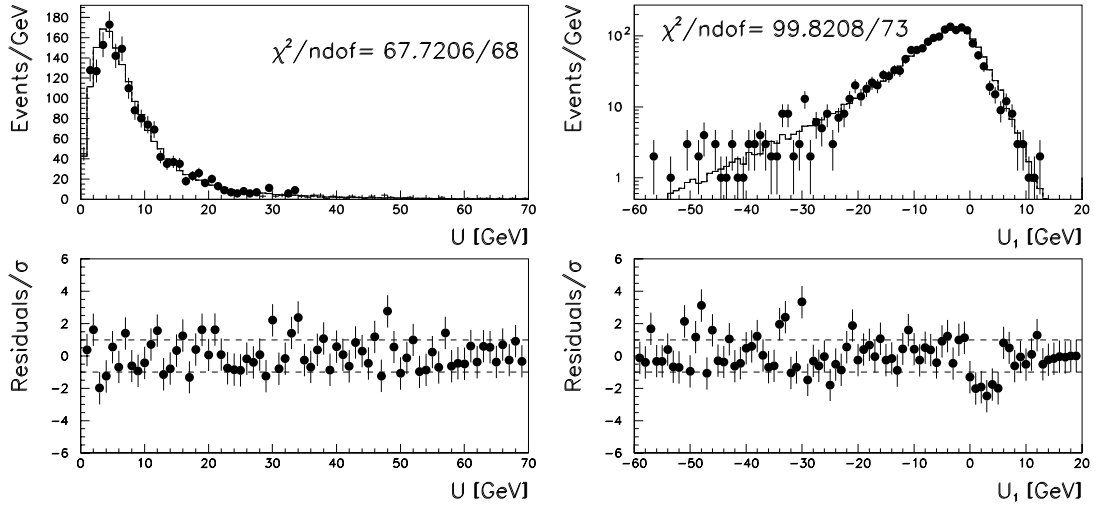 Events/GeV
180
160
140
120
100
80
60
40
20
0
χ²/ndof= 67.7206/68
0 10 20 30 40 50 60 70
U [GeV]
Events/GeV
10²
10
1
χ²/ndof= 99.8208/73
−60 −50 −40 −30 −20 −10 0 10 20
U₁ [GeV]
Residuals/σ
6
4
2
0
−2
−4
−6
0 10 20 30 40 50 60 70
U [GeV]
Residuals/σ
6
4
2
0
−2
−4
−6
−60 −50 −40 −30 −20 −10 0 10 20
U₁ [GeV]